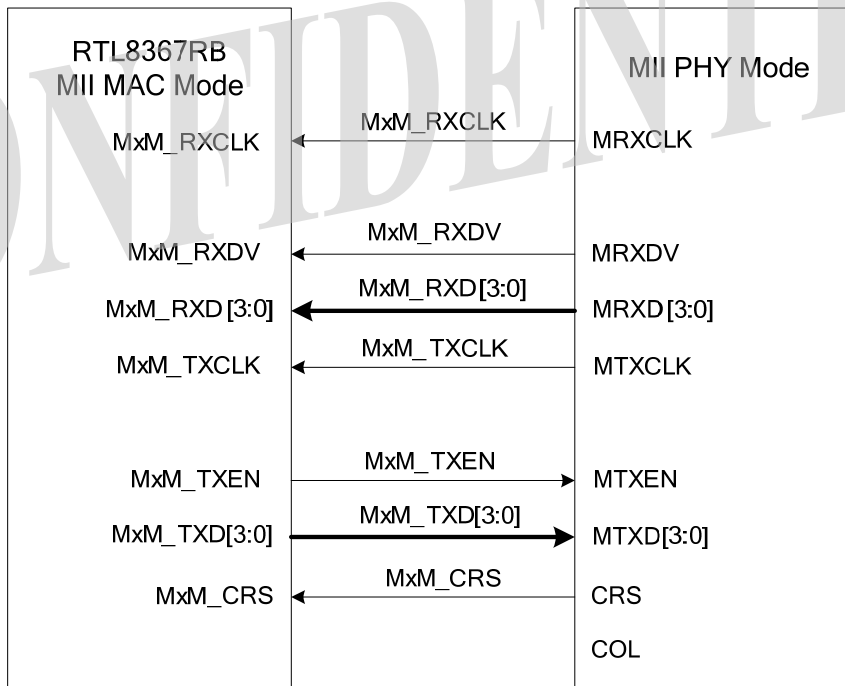 CONFIDENTI
RTL8367RB
MII MAC Mode
MII PHY Mode
MxM_RXCLK
MxM_RXCLK
MRXCLK
MxM_RXDV
MxM_RXDV
MRXDV
MxM_RXD[3:0]
MxM_RXD[3:0]
MRXD[3:0]
MxM_TXCLK
MxM_TXCLK
MTXCLK
MxM_TXEN
MxM_TXEN
MTXEN
MxM_TXD[3:0]
MxM_TXD[3:0]
MTXD[3:0]
MxM_CRS
MxM_CRS
CRS
COL